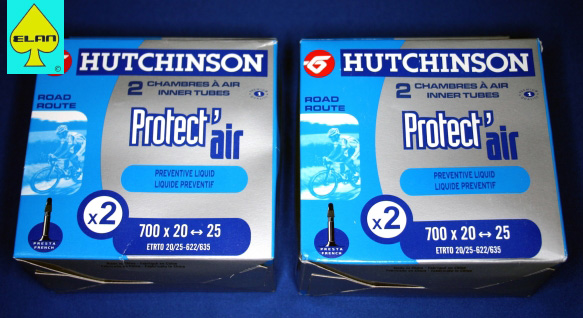 ELAN
©
HUTCHINSON
2 CHAMBRES À AIR
INNER TUBES
ROAD
ROUTE
Protect'air
PREVENTIVE LIQUID
LIQUIDE PREVENTIF
x2
700 x 20 ↔ 25
ETRTO 20/25-622/635
PRESTA
FRENCH
HUTCHINSON
2 CHAMBRES À AIR
INNER TUBES
ROAD
ROUTE
Protect'air
PREVENTIVE LIQUID
LIQUIDE PREVENTIF
x2
700 x 20 ↔ 25
ETRTO 20/25-622/635
PRESTA
FRENCH